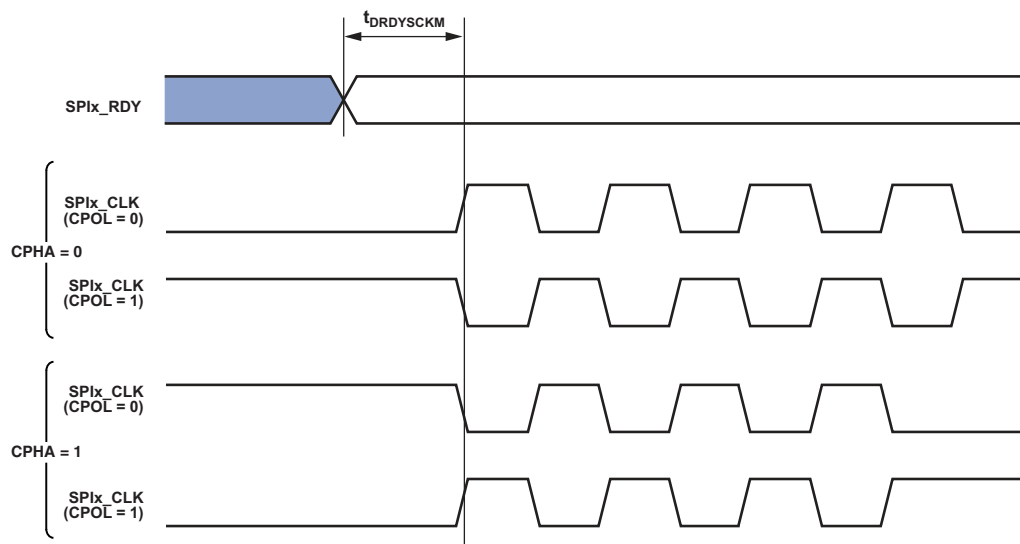 tDRDYSCKM
SPIx_RDY
SPIx_CLK
(CPOL = 0)
CPHA = 0
SPIx_CLK
(CPOL = 1)
SPIx_CLK
(CPOL = 0)
CPHA = 1
SPIx_CLK
(CPOL = 1)